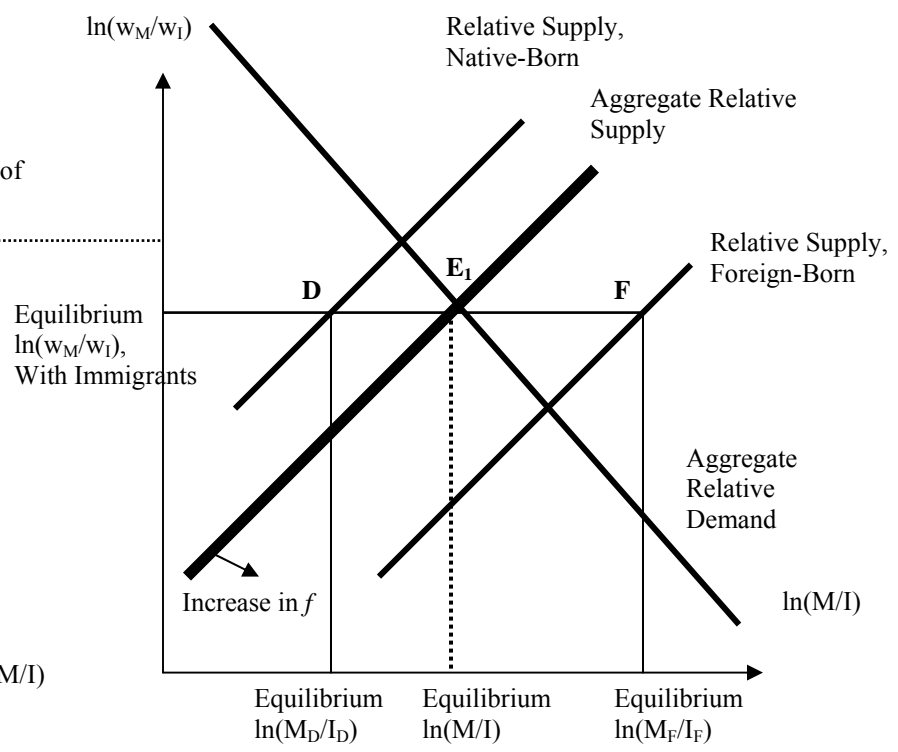 ln(w_M/w_I)
Relative Supply,
Native-Born
Aggregate Relative
Supply
of
Relative Supply,
Foreign-Born
E₁
D
F
Equilibrium
ln(w_M/w_I),
With Immigrants
Aggregate
Relative
Demand
Increase in f
ln(M/I)
M/I)
Equilibrium
ln(M_D/I_D)
Equilibrium
ln(M/I)
Equilibrium
ln(M_F/I_F)